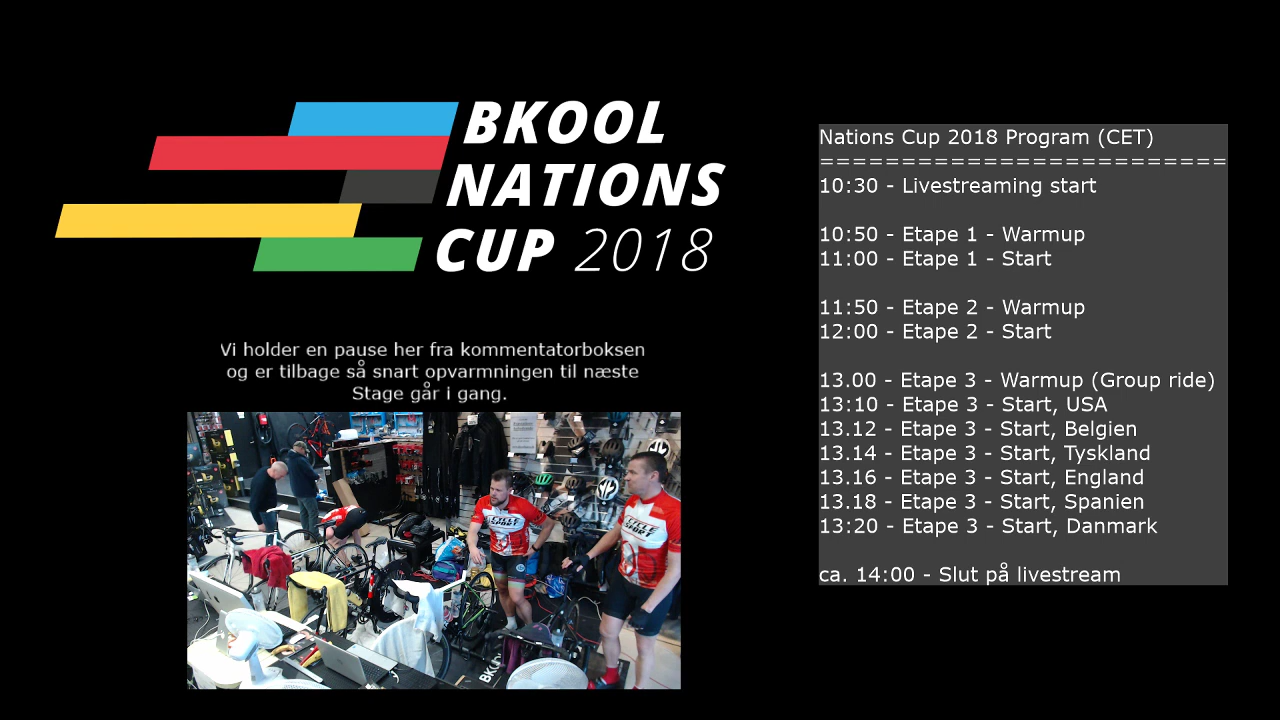 BKOOL
NATIONS
CUP 2018
Vi holder en pause her fra kommentatorboksen
og er tilbage så snart opvarmningen til næste
Stage går i gang.
CYCLE
SPORT
CYCLE
SPORT
BKOOL
Nations Cup 2018 Program (CET)
=========================
10:30 - Livestreaming start
10:50 - Etape 1 - Warmup
11:00 - Etape 1 - Start
11:50 - Etape 2 - Warmup
12:00 - Etape 2 - Start
13.00 - Etape 3 - Warmup (Group ride)
13:10 - Etape 3 - Start, USA
13.12 - Etape 3 - Start, Belgien
13.14 - Etape 3 - Start, Tyskland
13.16 - Etape 3 - Start, England
13.18 - Etape 3 - Start, Spanien
13:20 - Etape 3 - Start, Danmark
ca. 14:00 - Slut på livestream